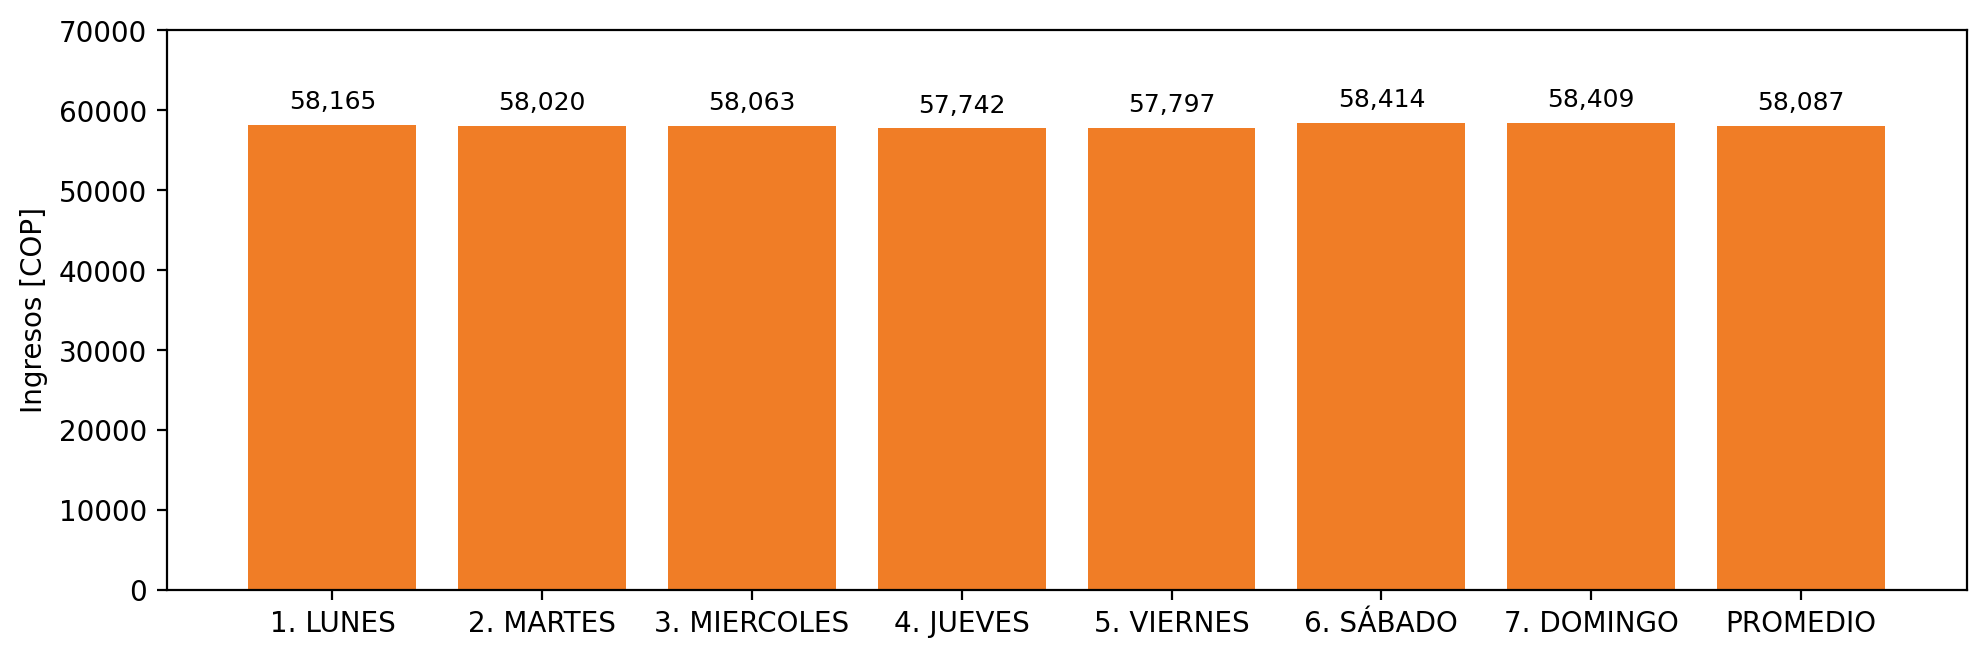 Ingresos [COP]
70000
60000
50000
40000
30000
20000
10000
0
58,165 58,020 58,063 57,742 57,797 58,414 58,409 58,087
1. LUNES 2. MARTES 3. MIERCOLES 4. JUEVES 5. VIERNES 6. SÁBADO 7. DOMINGO PROMEDIO